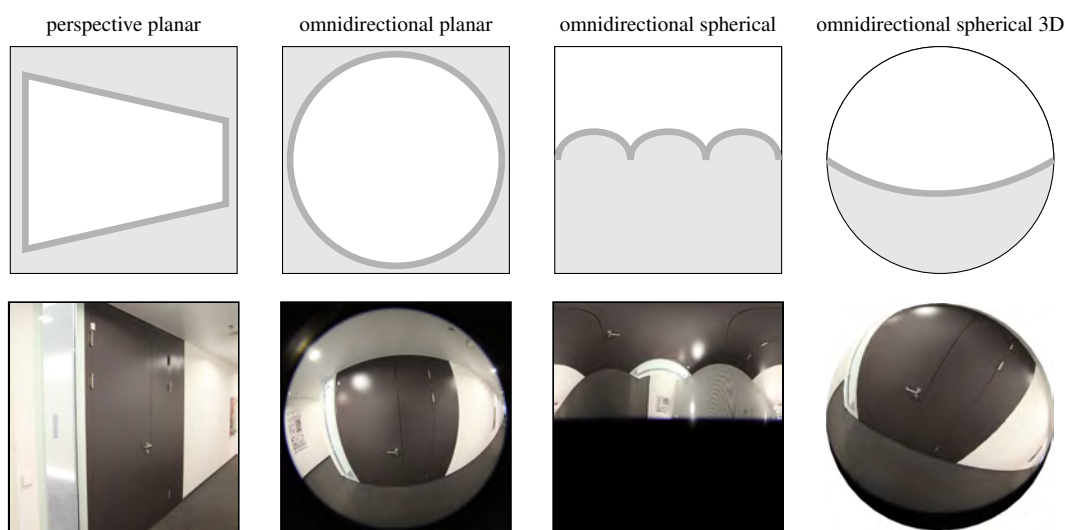 perspective planar
omnidirectional planar
omnidirectional spherical
omnidirectional spherical 3D